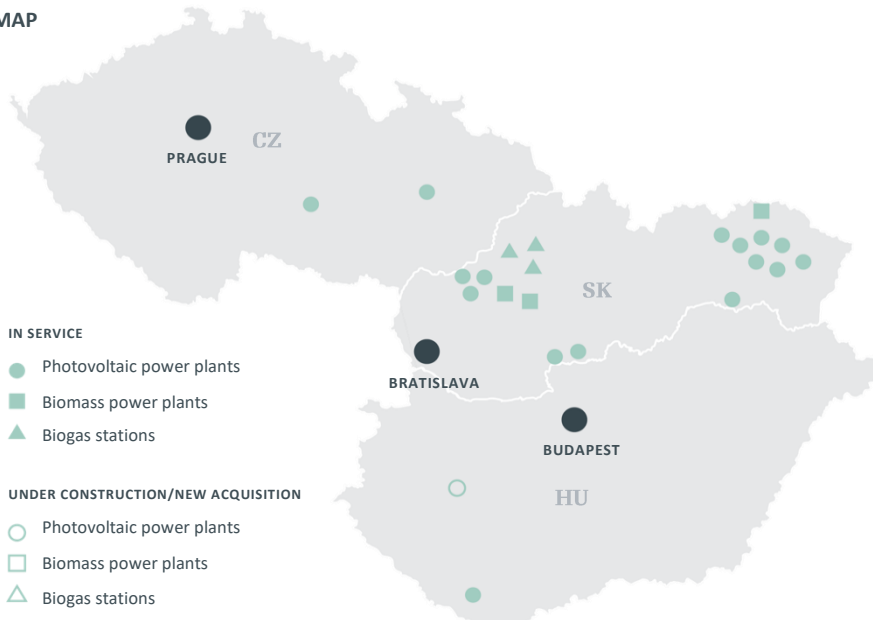 MAP
CZ
PRAGUE
SK
IN SERVICE
Photovoltaic power plants
Biomass power plants
Biogas stations
BRATISLAVA
BUDAPEST
HU
UNDER CONSTRUCTION/NEW ACQUISITION
Photovoltaic power plants
Biomass power plants
Biogas stations